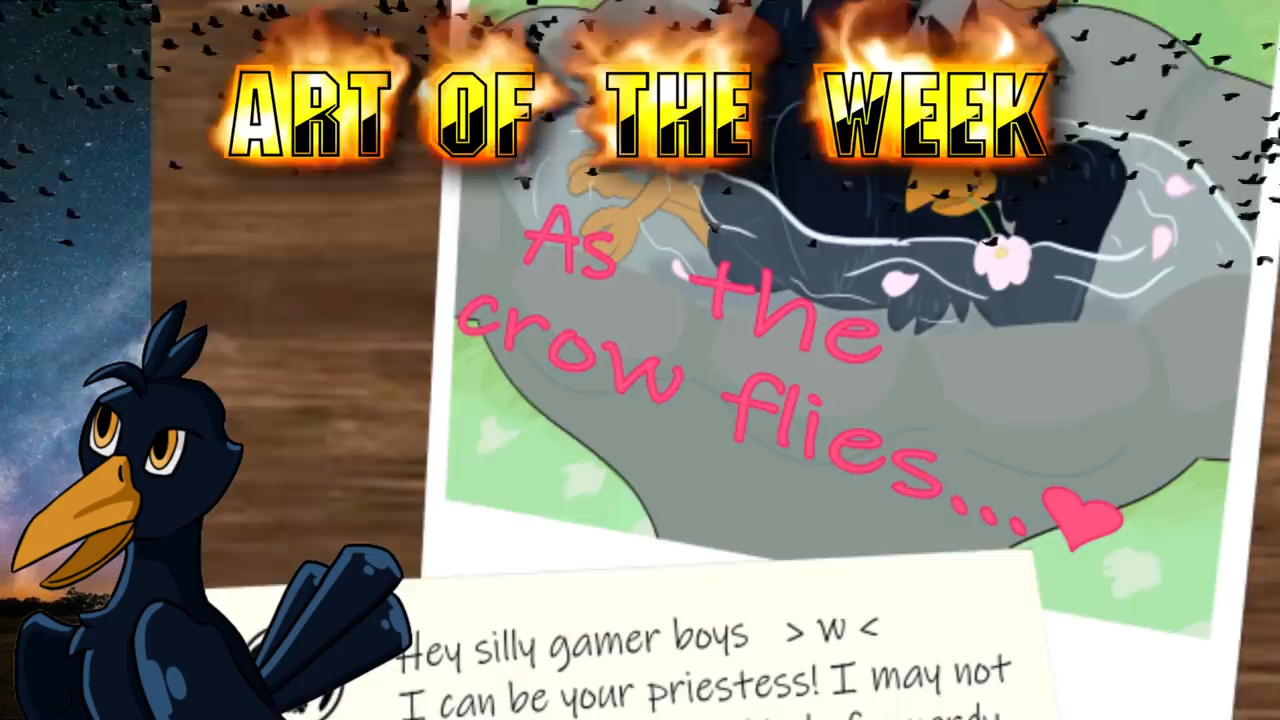 ART OF THE WEEK
As the
crow flies...
Hey silly gamer boys >w<
I can be your priestess! I may not